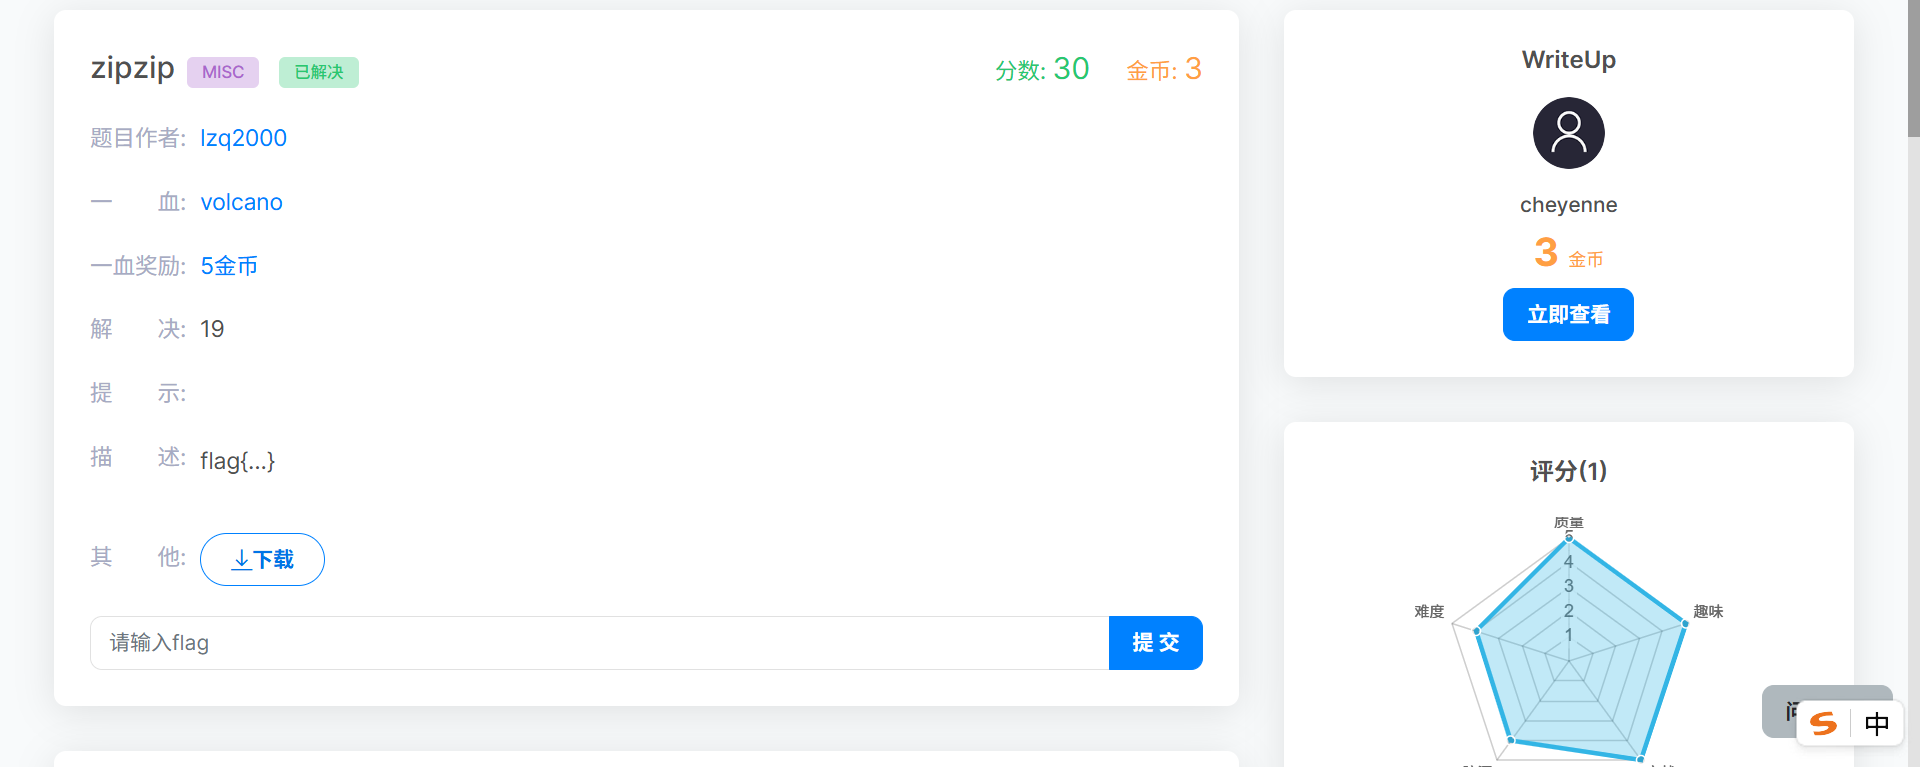 zipzip MISC 已解决 分数: 30 金币: 3
题目作者: lzq2000
一 血: volcano
一血奖励: 5金币
解 决: 19
提 示:
描 述: flag{...}
其 他: 下载
请输入flag 提 交
WriteUp
cheyenne
3 金币
立即查看
评分(1)
质量
5
4
3
2
1
难度
趣味
中